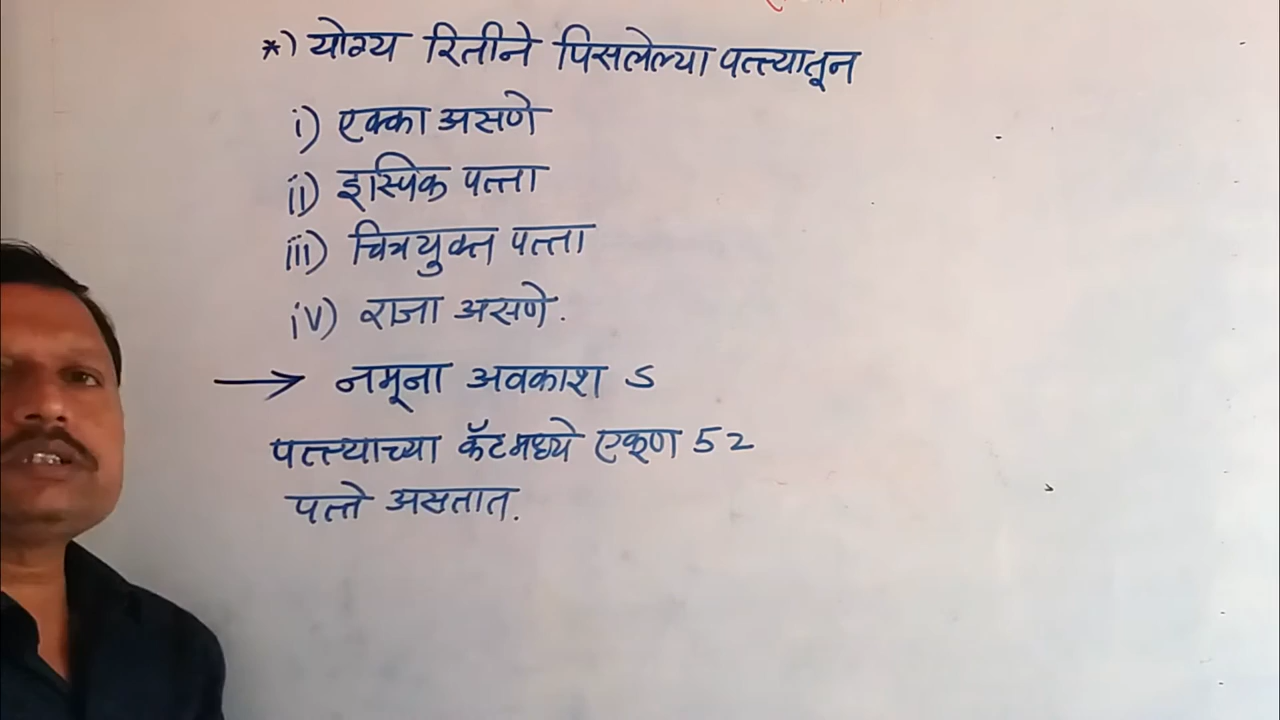 *) योग्य रितीने पिसलेल्या पत्त्यातून
i) एक्का असणे
ii) इस्पिक पत्ता
iii) चित्रयुक्त पत्ता
iv) राजा असणे.
→ नमूना अवकाश S
पत्त्याच्या कॅटमध्ये एकूण 52
पत्ते असतात.